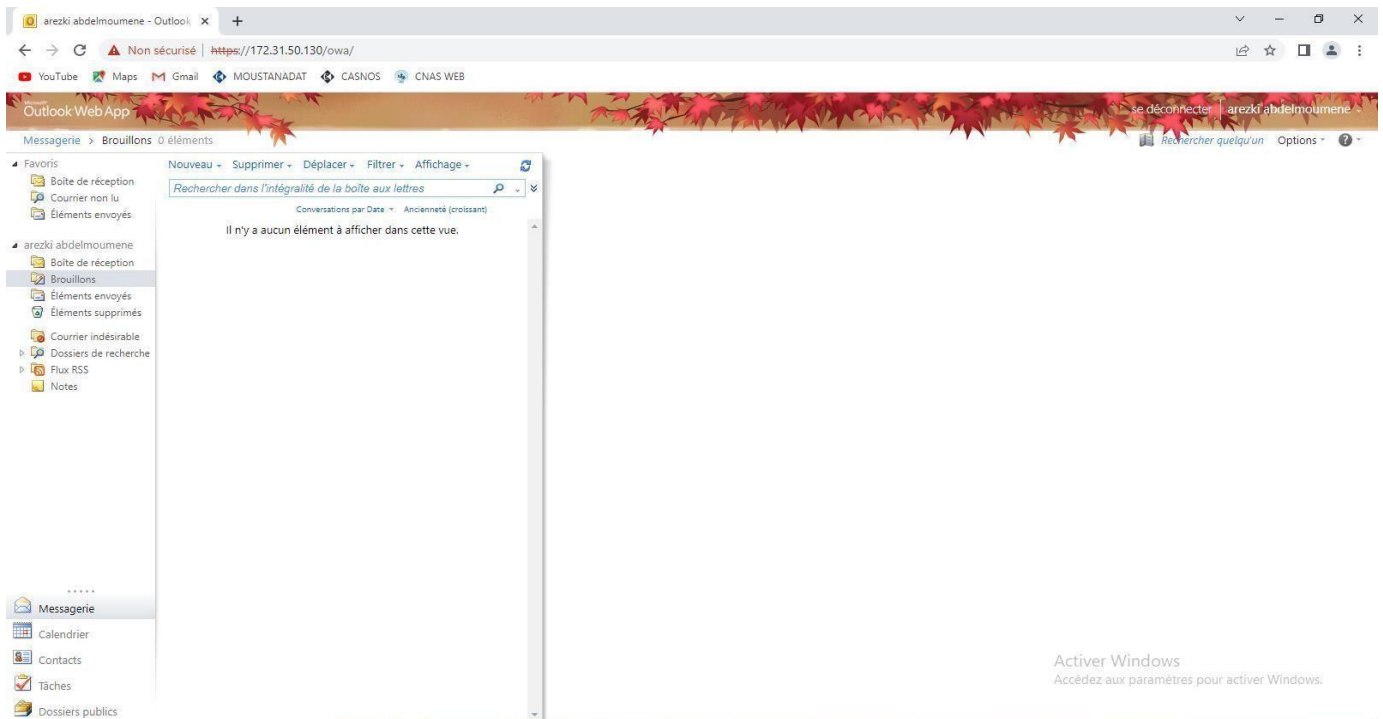 arezki abdelmoumene - Outlook
Non sécurisé | https://172.31.50.130/owa/
YouTube Maps Gmail MOUSTANADAT CASNOS CNAS WEB
Microsoft
Outlook Web App
se déconnecter arezki abdelmoumene
Messagerie > Brouillons 0 éléments
Rechercher quelqu'un Options
Favoris
Boîte de réception
Courrier non lu
Éléments envoyés
arezki abdelmoumene
Boîte de réception
Brouillons
Éléments envoyés
Éléments supprimés
Courrier indésirable
Dossiers de recherche
Flux RSS
Notes
Nouveau Supprimer Déplacer Filtrer Affichage
Rechercher dans l'intégralité de la boîte aux lettres
Conversations par Date Ancienneté (croissant)
Il n'y a aucun élément à afficher dans cette vue.
Messagerie
Calendrier
Contacts
Tâches
Dossiers publics
Activer Windows
Accédez aux paramètres pour activer Windows.